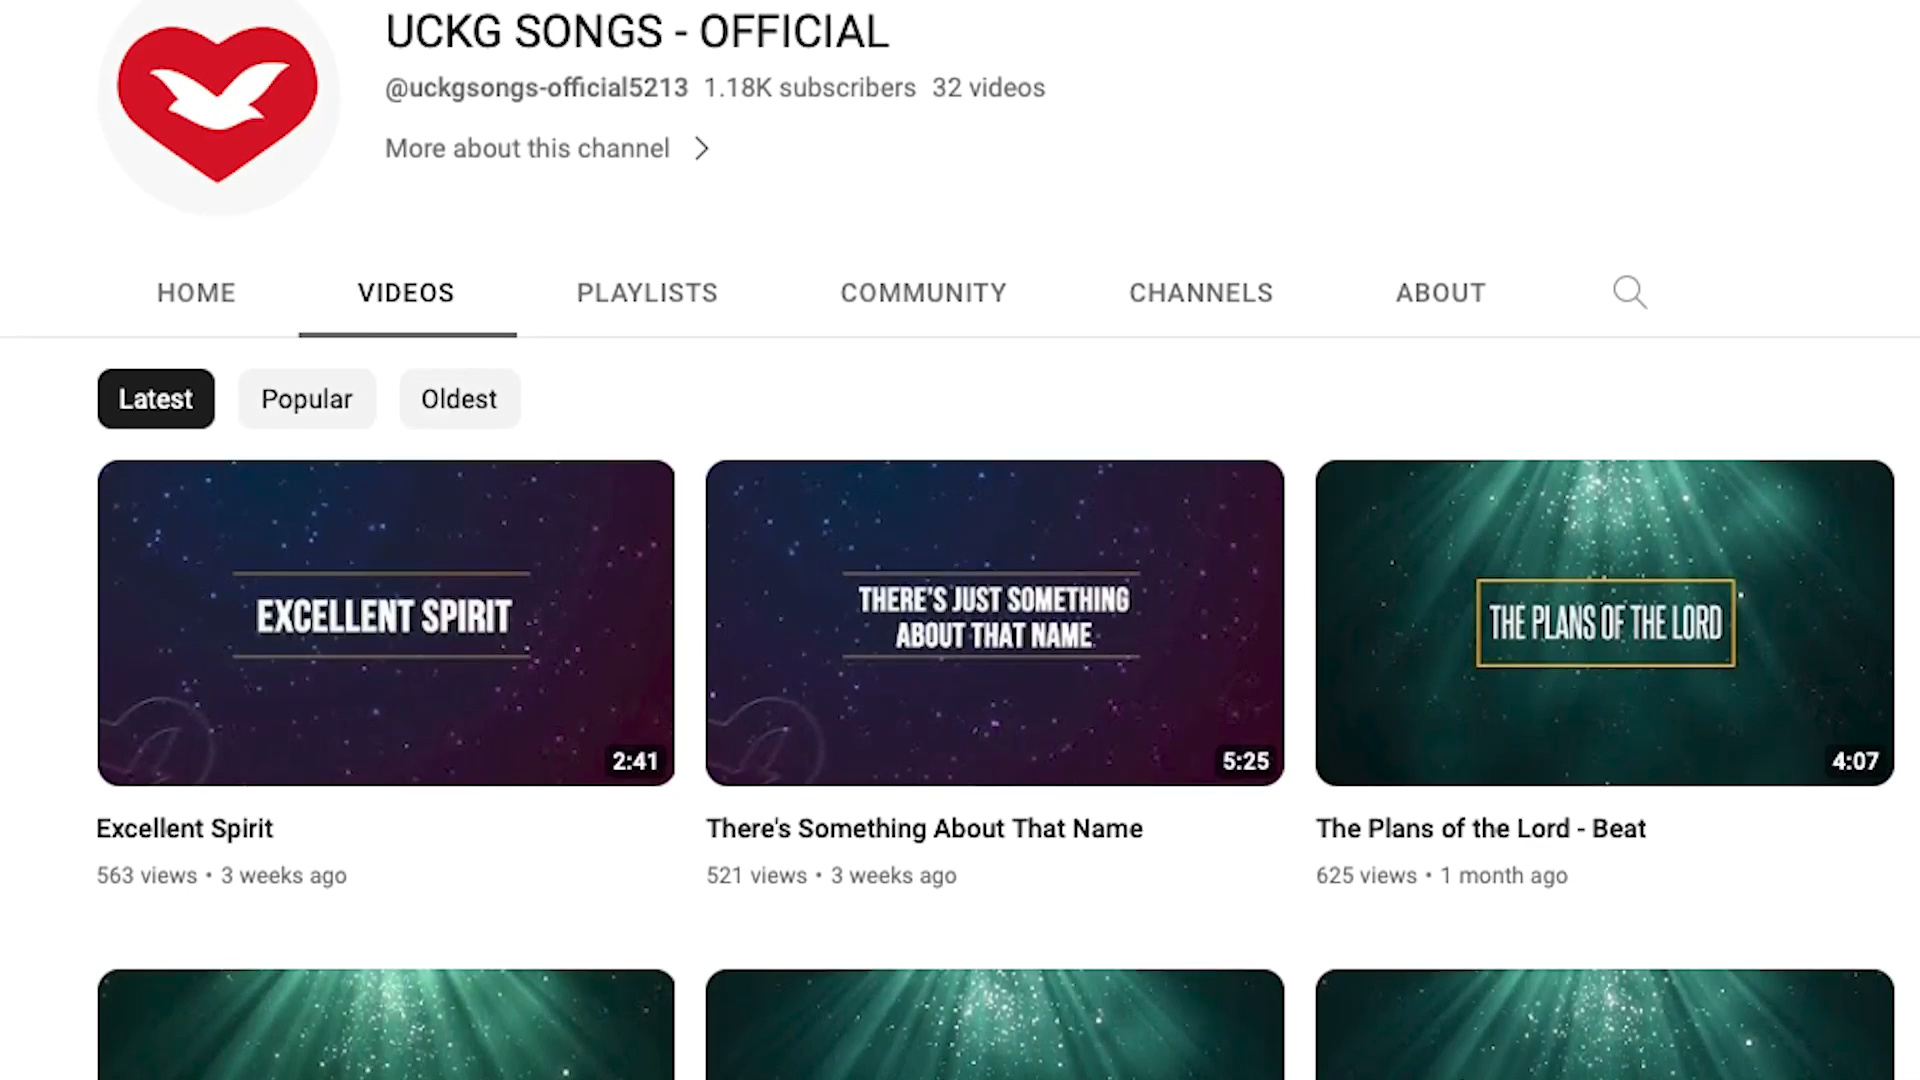 UCKG SONGS - OFFICIAL
@uckgsongs-official5213 1.18K subscribers 32 videos
More about this channel
HOME VIDEOS PLAYLISTS COMMUNITY CHANNELS ABOUT
Latest Popular Oldest
EXCELLENT SPIRIT
2:41
THERE'S JUST SOMETHING
ABOUT THAT NAME
5:25
THE PLANS OF THE LORD
4:07
Excellent Spirit
563 views • 3 weeks ago
There's Something About That Name
521 views • 3 weeks ago
The Plans of the Lord - Beat
625 views • 1 month ago